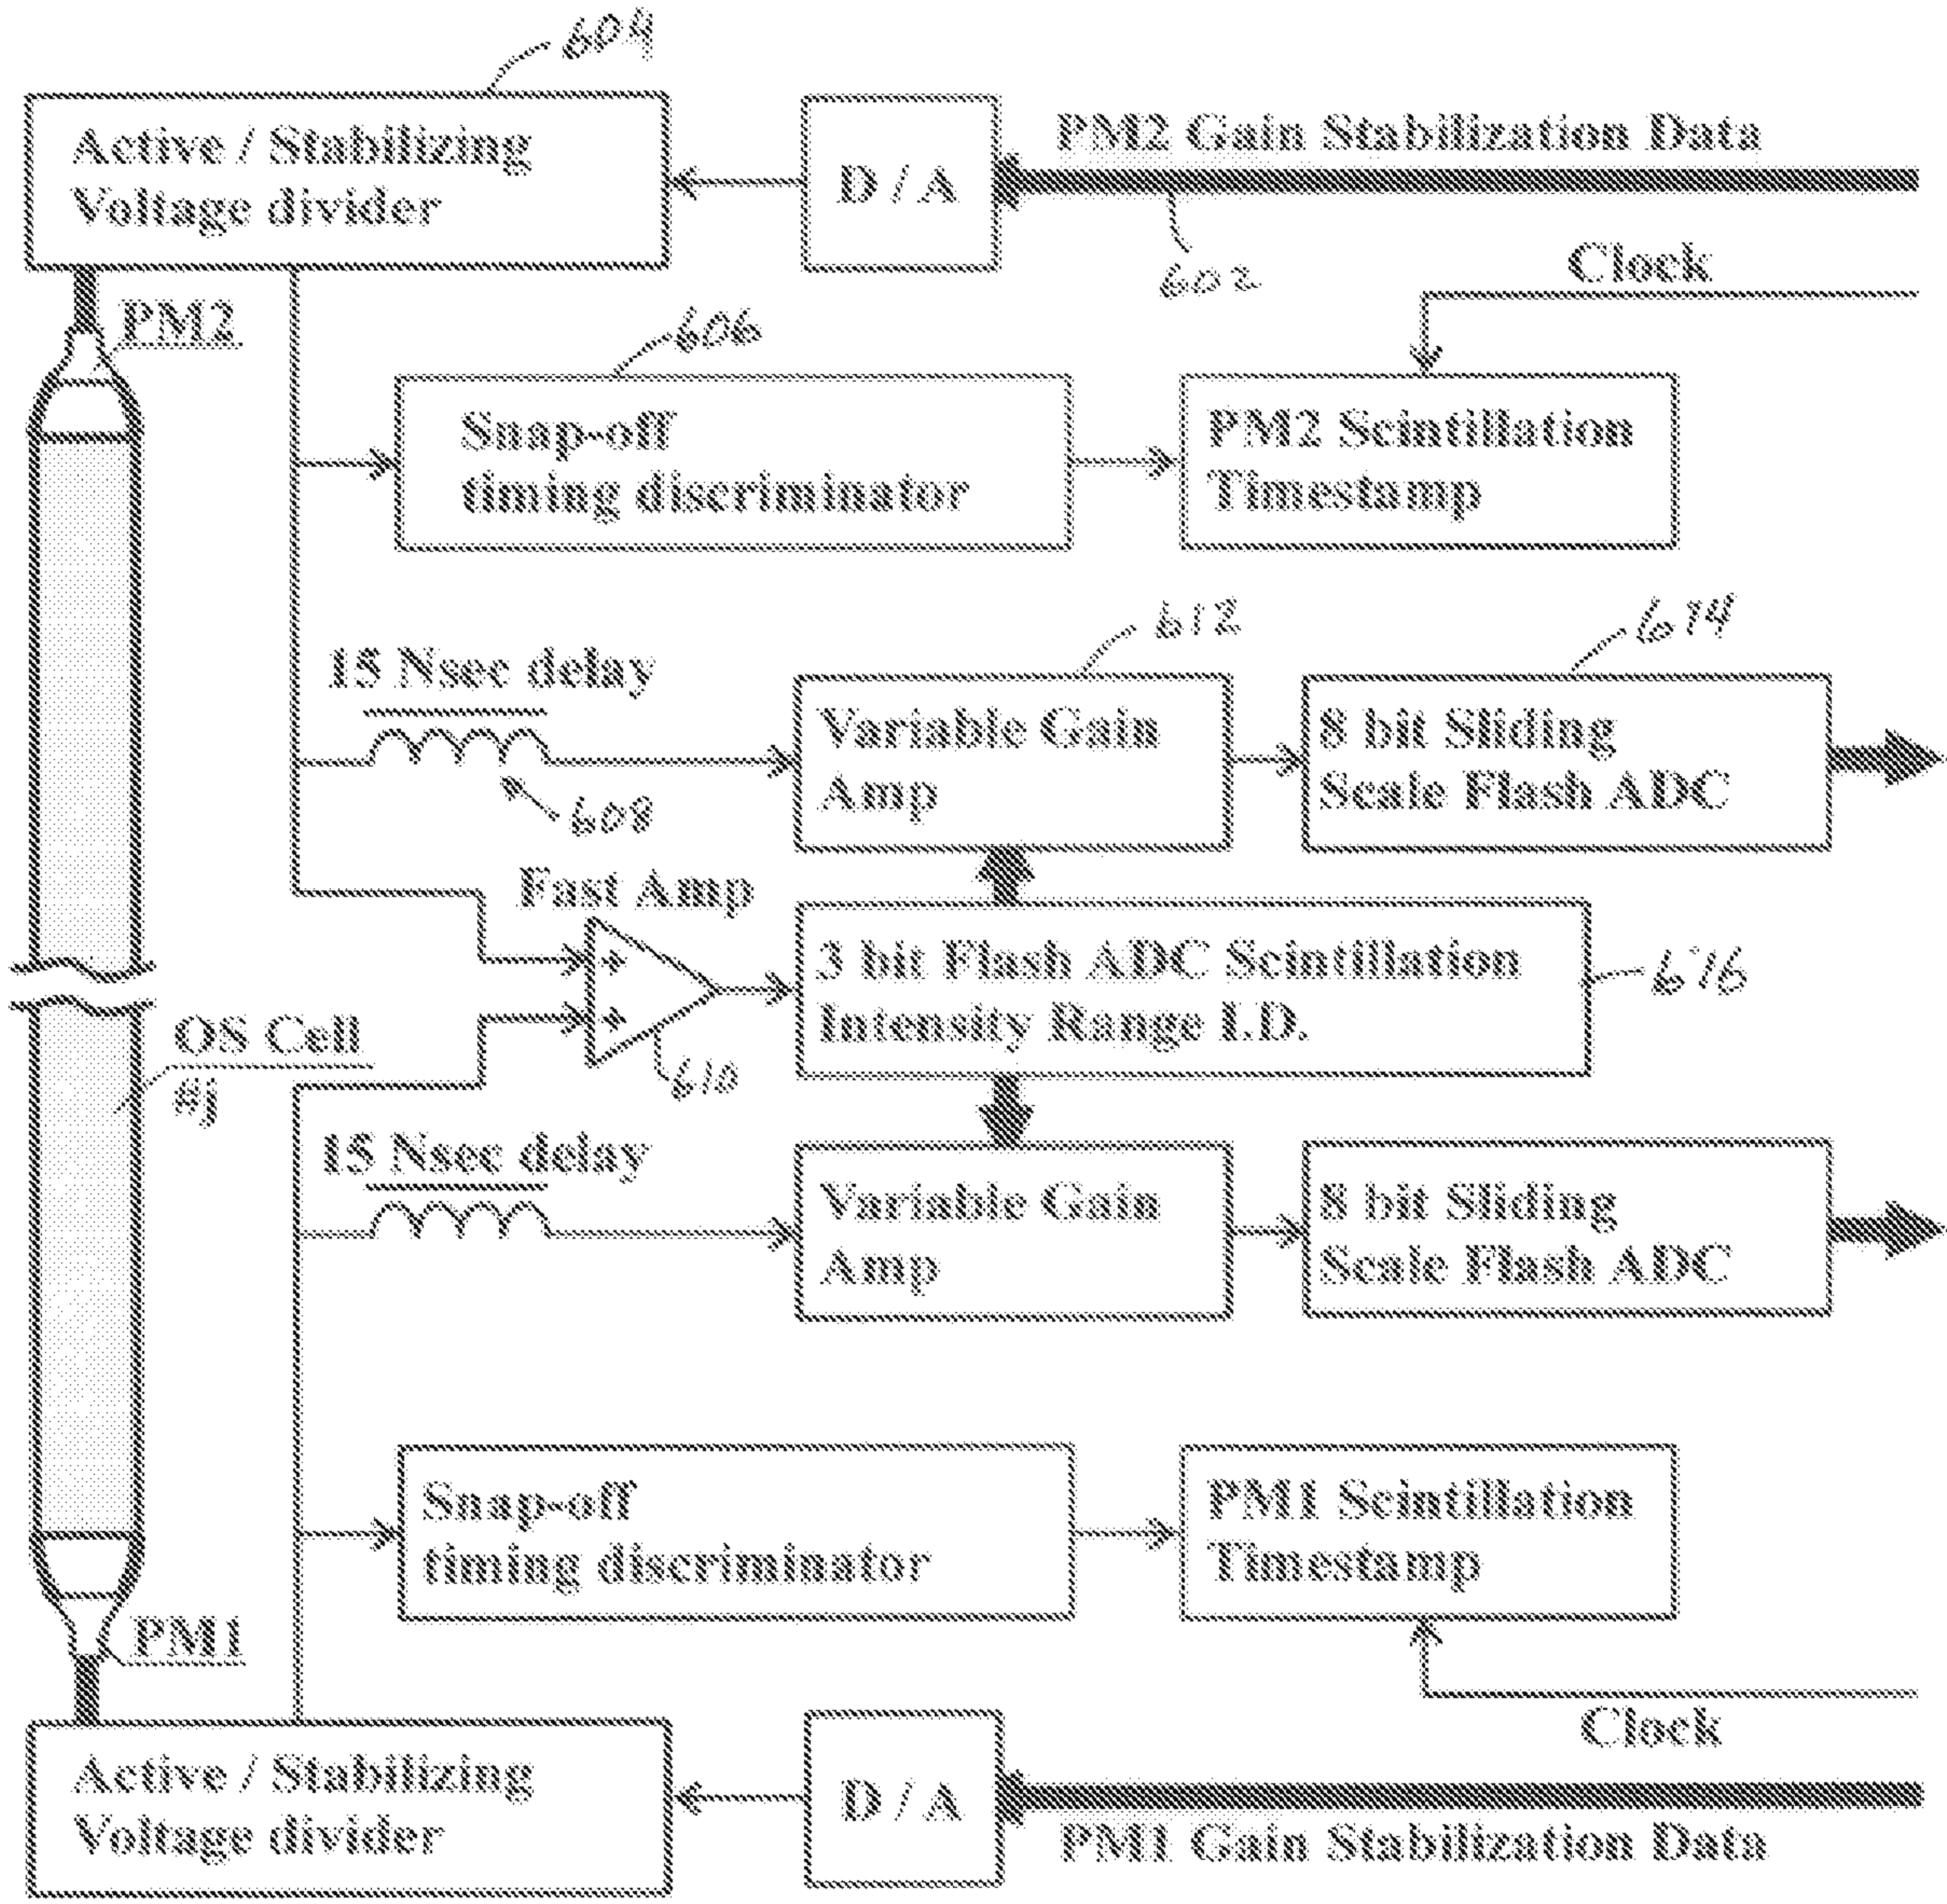 604
Active / Stabilizing
Voltage divider
D / A
PM2 Gain Stabilization Data
602
Clock
PM2
606
Snap-off
timing discriminator
PM2 Scintillation
Timestamp
612
614
15 Nsec delay
Variable Gain
Amp
8 bit Sliding
Scale Flash ADC
608
Fast Amp
+
+
3 bit Flash ADC Scintillation
Intensity Range I.D.
616
610
OS Cell
#j
15 Nsec delay
Variable Gain
Amp
8 bit Sliding
Scale Flash ADC
Snap-off
timing discriminator
PM1 Scintillation
Timestamp
PM1
Clock
Active / Stabilizing
Voltage divider
D / A
PM1 Gain Stabilization Data